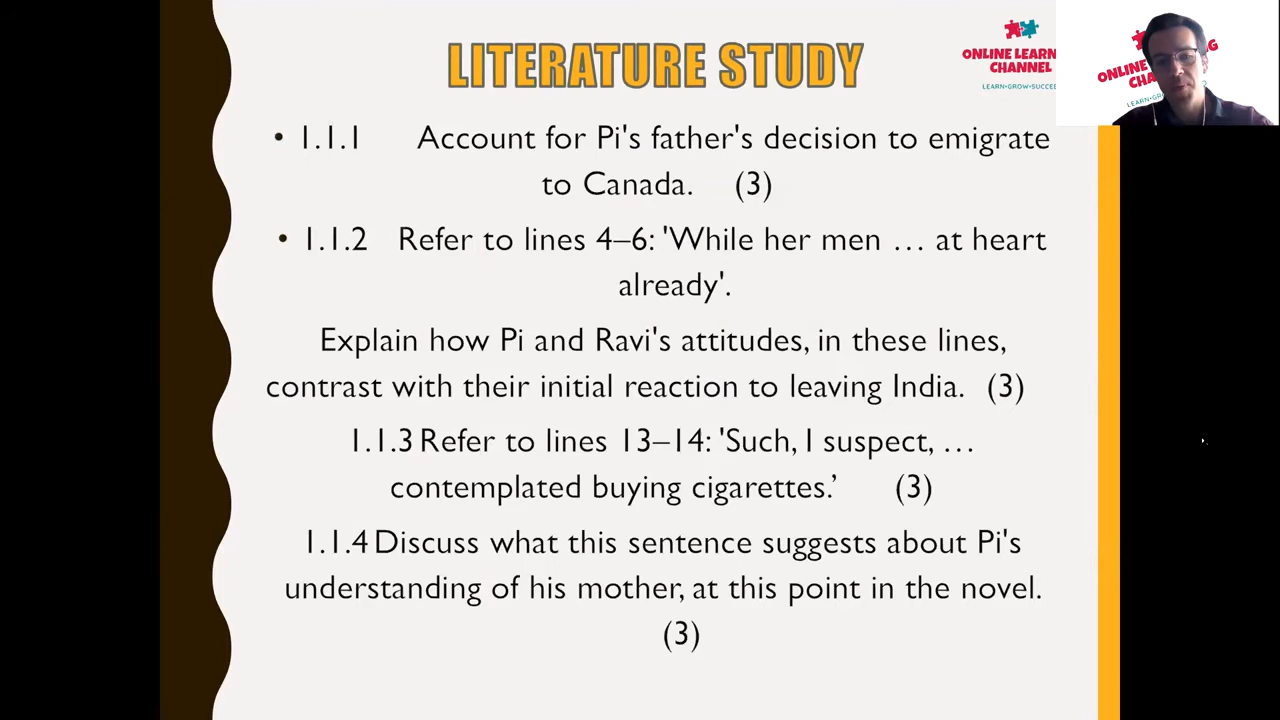 LITERATURE STUDY
ONLINE LEARN
CHANNEL
LEARN•GROW•SUCCE
• 1.1.1 Account for Pi's father's decision to emigrate
to Canada. (3)
• 1.1.2 Refer to lines 4–6: 'While her men … at heart
already'.
Explain how Pi and Ravi's attitudes, in these lines,
contrast with their initial reaction to leaving India. (3)
1.1.3 Refer to lines 13–14: 'Such, I suspect, …
contemplated buying cigarettes.’ (3)
1.1.4 Discuss what this sentence suggests about Pi's
understanding of his mother, at this point in the novel.
(3)